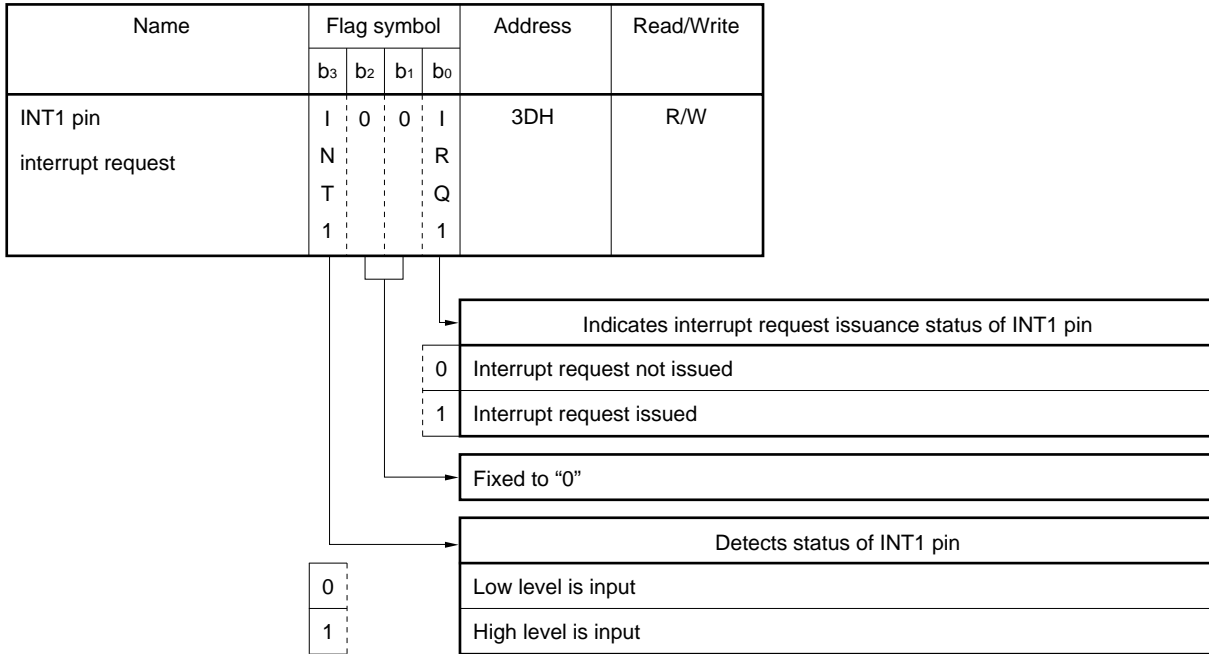 Name Flag symbol Address Read/Write
b3 b2 b1 b0
INT1 pin I 0 0 I 3DH R/W
interrupt request N R
T Q
1 1
Indicates interrupt request issuance status of INT1 pin
0 Interrupt request not issued
1 Interrupt request issued
Fixed to “0”
Detects status of INT1 pin
0 Low level is input
1 High level is input